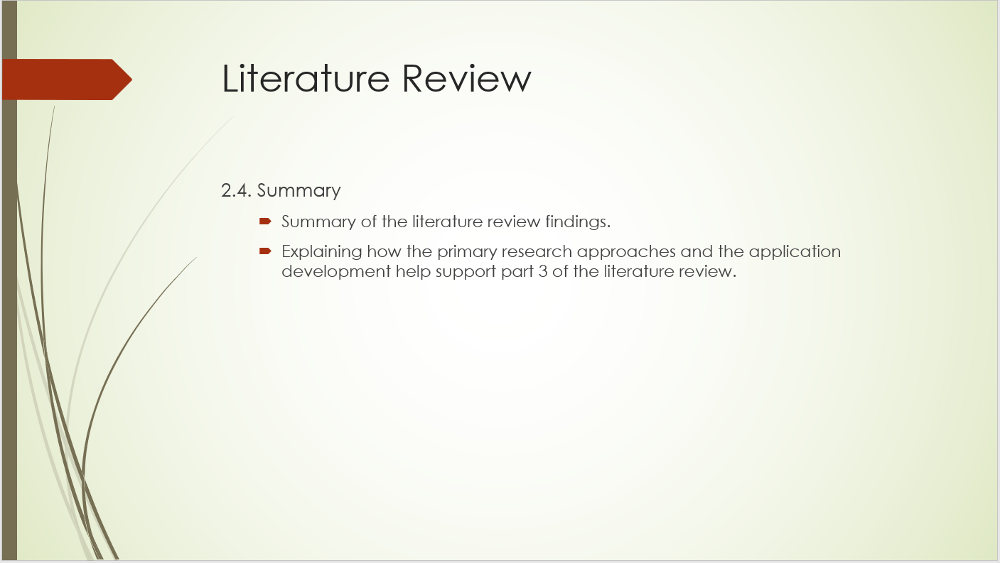 Literature Review
2.4. Summary
Summary of the literature review findings.
Explaining how the primary research approaches and the application
development help support part 3 of the literature review.